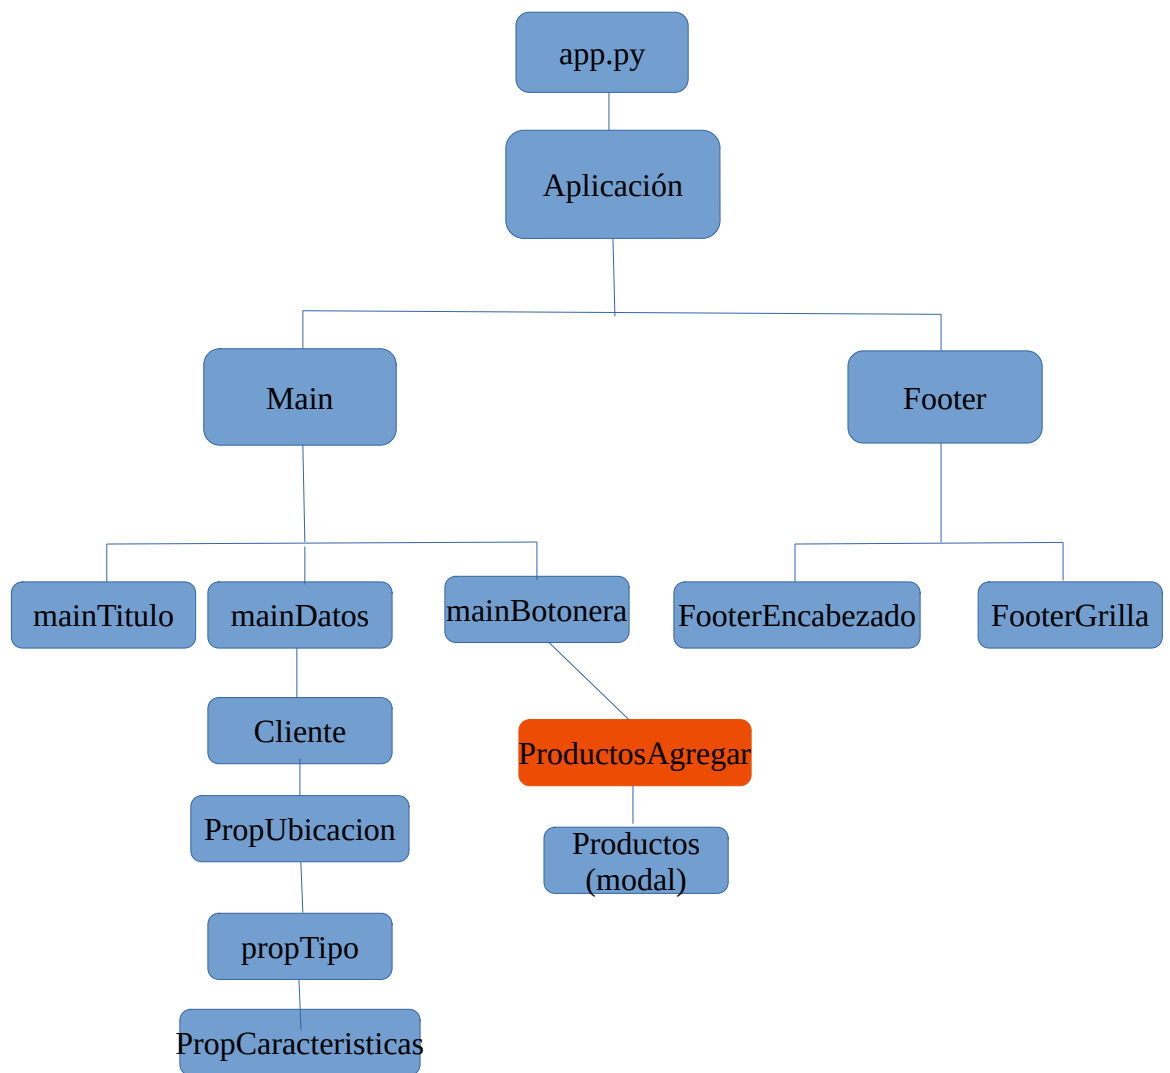 app.py
Aplicación
Main
Footer
mainTitulo
mainDatos
mainBotonera
FooterEncabezado
FooterGrilla
Cliente
ProductosAgregar
PropUbicacion
Productos
(modal)
propTipo
PropCaracteristicas